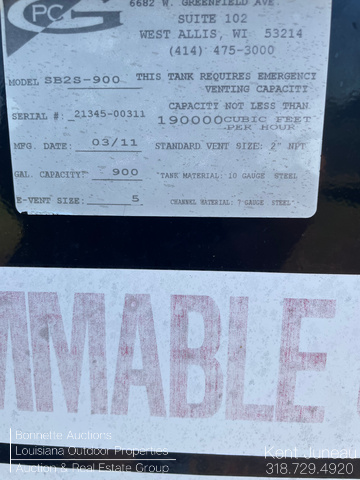 PC G
6682 W. GREENFIELD AVE
SUITE 102
WEST ALLIS, WI 53214
(414) 475-3000
MODEL SB2S-900 THIS TANK REQUIRES EMERGENCY
VENTING CAPACITY
CAPACITY NOT LESS THAN
SERIAL #: 21345-00311
190000 CUBIC FEET
PER HOUR
MFG. DATE: 03/11 STANDARD VENT SIZE: 2" NPT
GAL. CAPACITY: 900 TANK MATERIAL: 10 GAUGE STEEL
E-VENT SIZE: 5 CHANNEL MATERIAL: 7 GAUGE STEEL
MMABLE
Bonnette Auctions
Louisiana Outdoor Properties
Auction & Real Estate Group
Kent Juneau
318.729.4920